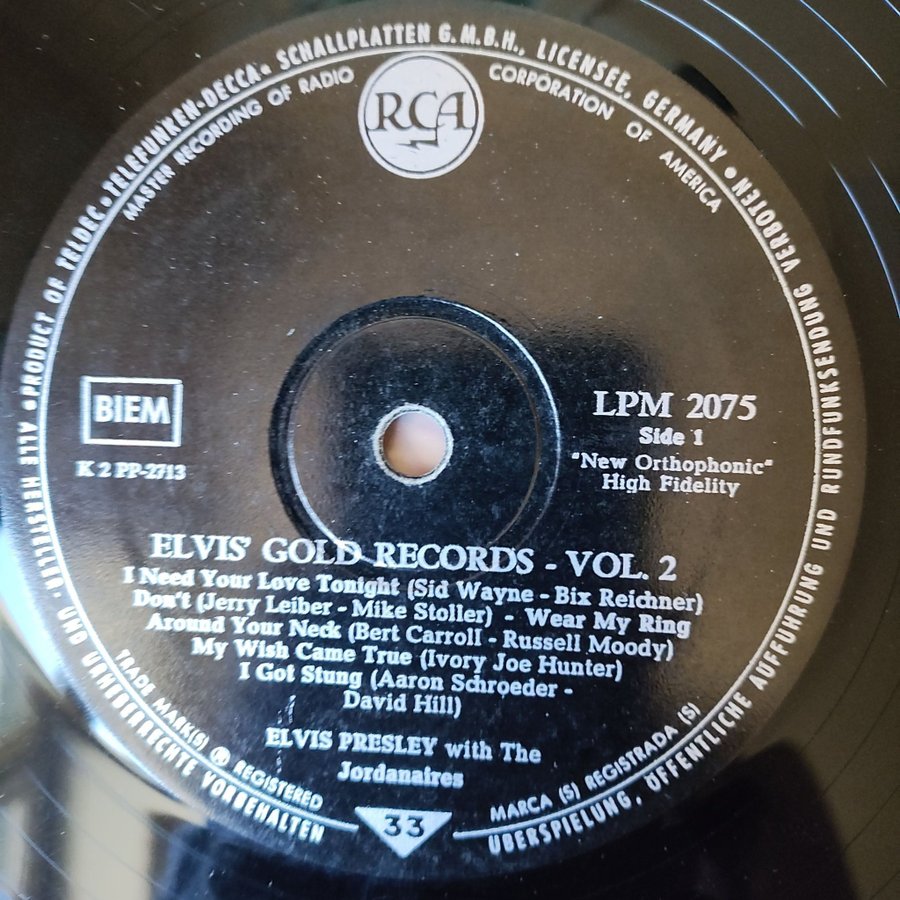 PRODUCT OF TELDEC • TELEFUNKEN-DECCA • SCHALLPLATTEN G.M.B.H., LICENSEE, GERMANY • VERBOTEN
MASTER RECORDING OF RADIO CORPORATION OF AMERICA
RCA
BIEM
K 2 PP-2713
LPM 2075
Side 1
"New Orthophonic"
High Fidelity
ELVIS' GOLD RECORDS - VOL. 2
I Need Your Love Tonight (Sid Wayne - Bix Reichner)
Don't (Jerry Leiber - Mike Stoller) - Wear My Ring
Around Your Neck (Bert Carroll - Russell Moody)
My Wish Came True (Ivory Joe Hunter)
I Got Stung (Aaron Schroeder -
David Hill)
ELVIS PRESLEY with The
Jordanaires
TRADE MARK(S) ® REGISTERED
MARCA (S) REGISTRADA (S)
33
• ALLE HERSTELLER- UND URHEBERRECHTE VORBEHALTEN
ÜBERSPIELUNG, ÖFFENTLICHE AUFFÜHRUNG UND RUNDFUNKSENDUNG